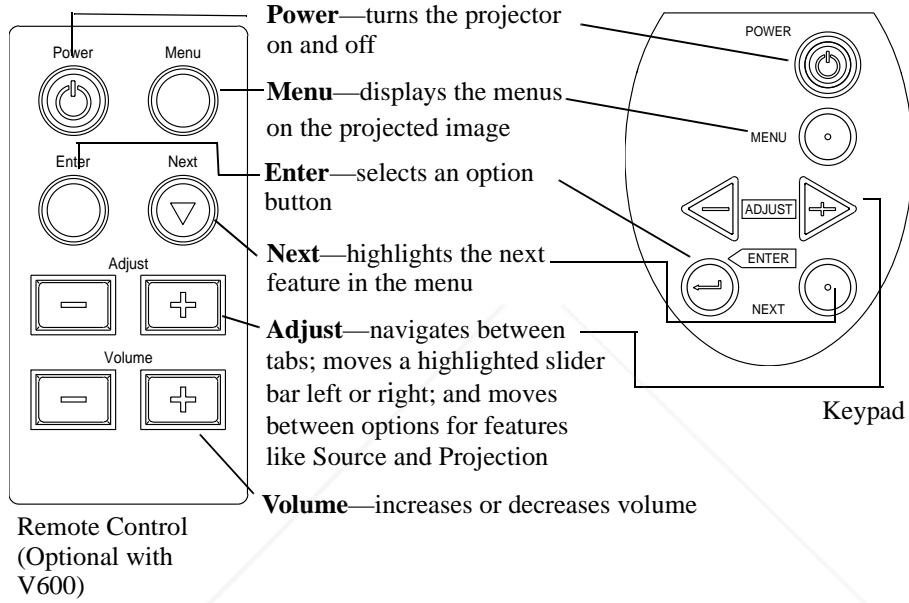 Power
Menu
Enter
Next
Adjust
Volume
Remote Control
(Optional with
V600)
Power—turns the projector
on and off
Menu—displays the menus
on the projected image
Enter—selects an option
button
Next—highlights the next
feature in the menu
Adjust—navigates between
tabs; moves a highlighted slider
bar left or right; and moves
between options for features
like Source and Projection
Volume—increases or decreases volume
POWER
MENU
ADJUST
ENTER
NEXT
Keypad